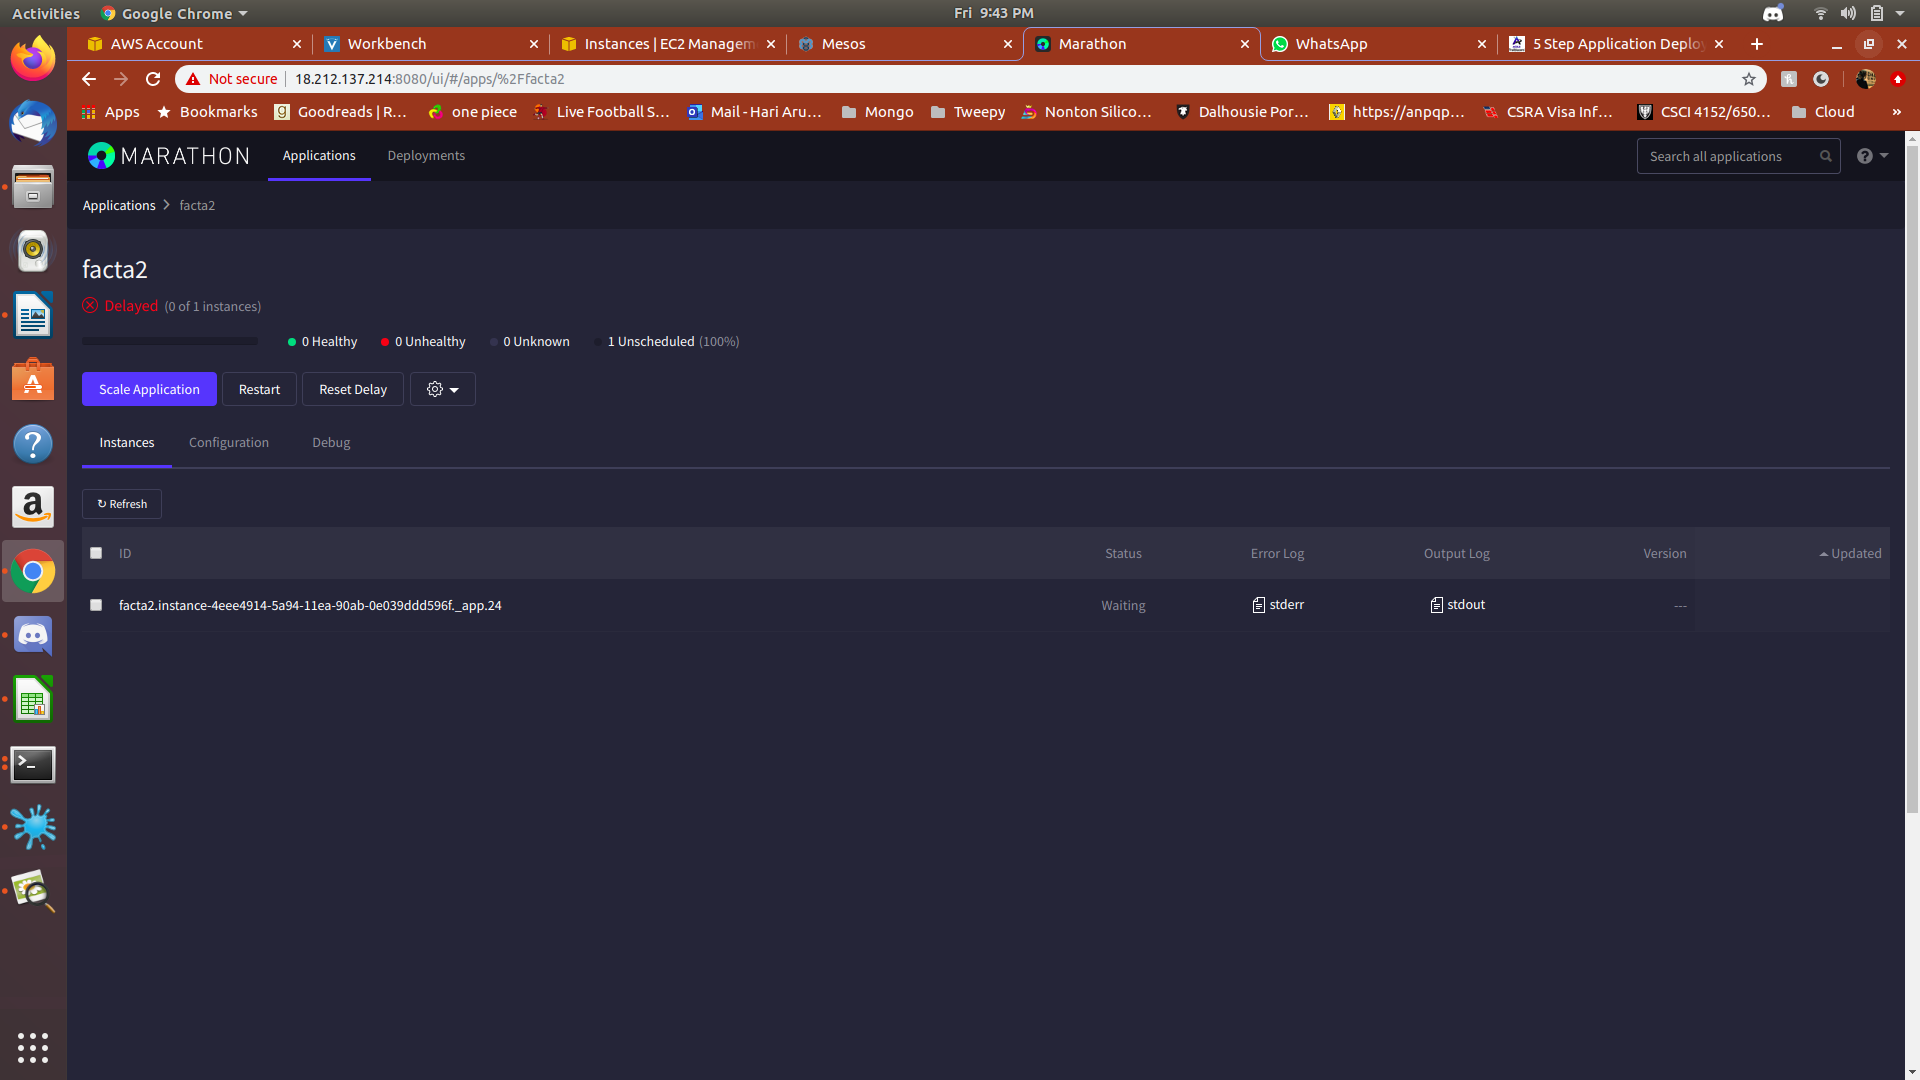 Activities Google Chrome Fri 9:43 PM
AWS Account Workbench Instances | EC2 Managem Mesos Marathon WhatsApp 5 Step Application Deplo
Not secure 18.212.137.214:8080/ui/#/apps/%2Ffacta2
Apps Bookmarks Goodreads | R... one piece Live Football S... Mail - Hari Aru... Mongo Tweepy Nonton Silico... Dalhousie Por... https://anpqp... CSRA Visa Inf... CSCI 4152/650... Cloud »
MARATHON Applications Deployments Search all applications
Applications facta2
facta2
Delayed (0 of 1 instances)
0 Healthy 0 Unhealthy 0 Unknown 1 Unscheduled (100%)
Scale Application Restart Reset Delay
Instances Configuration Debug
↻ Refresh
ID Status Error Log Output Log Version Updated
facta2.instance-4eee4914-5a94-11ea-90ab-0e039ddd596f._app.24 Waiting stderr stdout ---